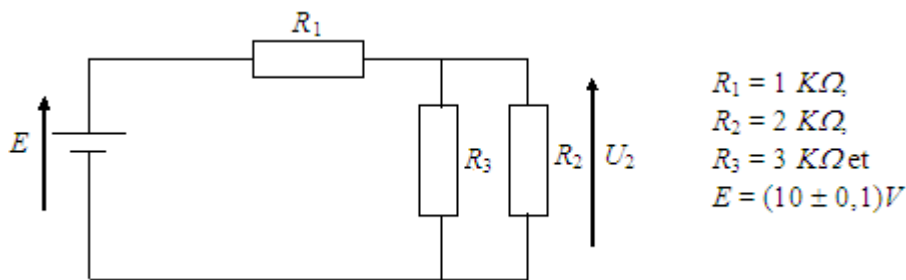 R₁
E
R₃
R₂
U₂
R₁ = 1 KΩ,
R₂ = 2 KΩ,
R₃ = 3 KΩ et
E = (10 ± 0,1)V